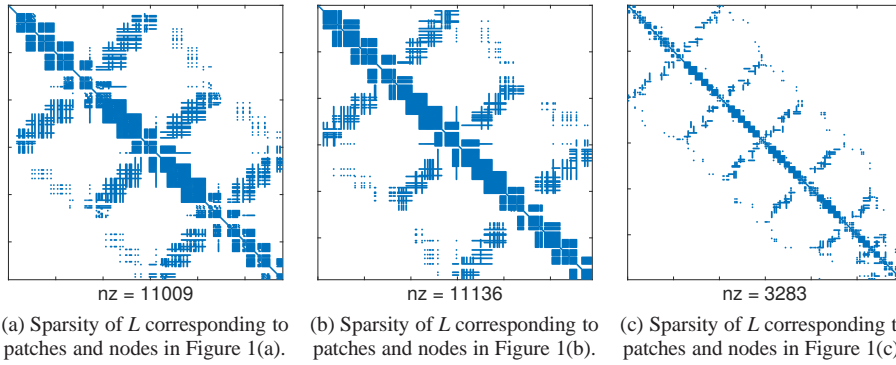 nz = 11009
nz = 11136
nz = 3283
(a) Sparsity of L corresponding to
patches and nodes in Figure 1(a).
(b) Sparsity of L corresponding to
patches and nodes in Figure 1(b).
(c) Sparsity of L corresponding t
patches and nodes in Figure 1(c)